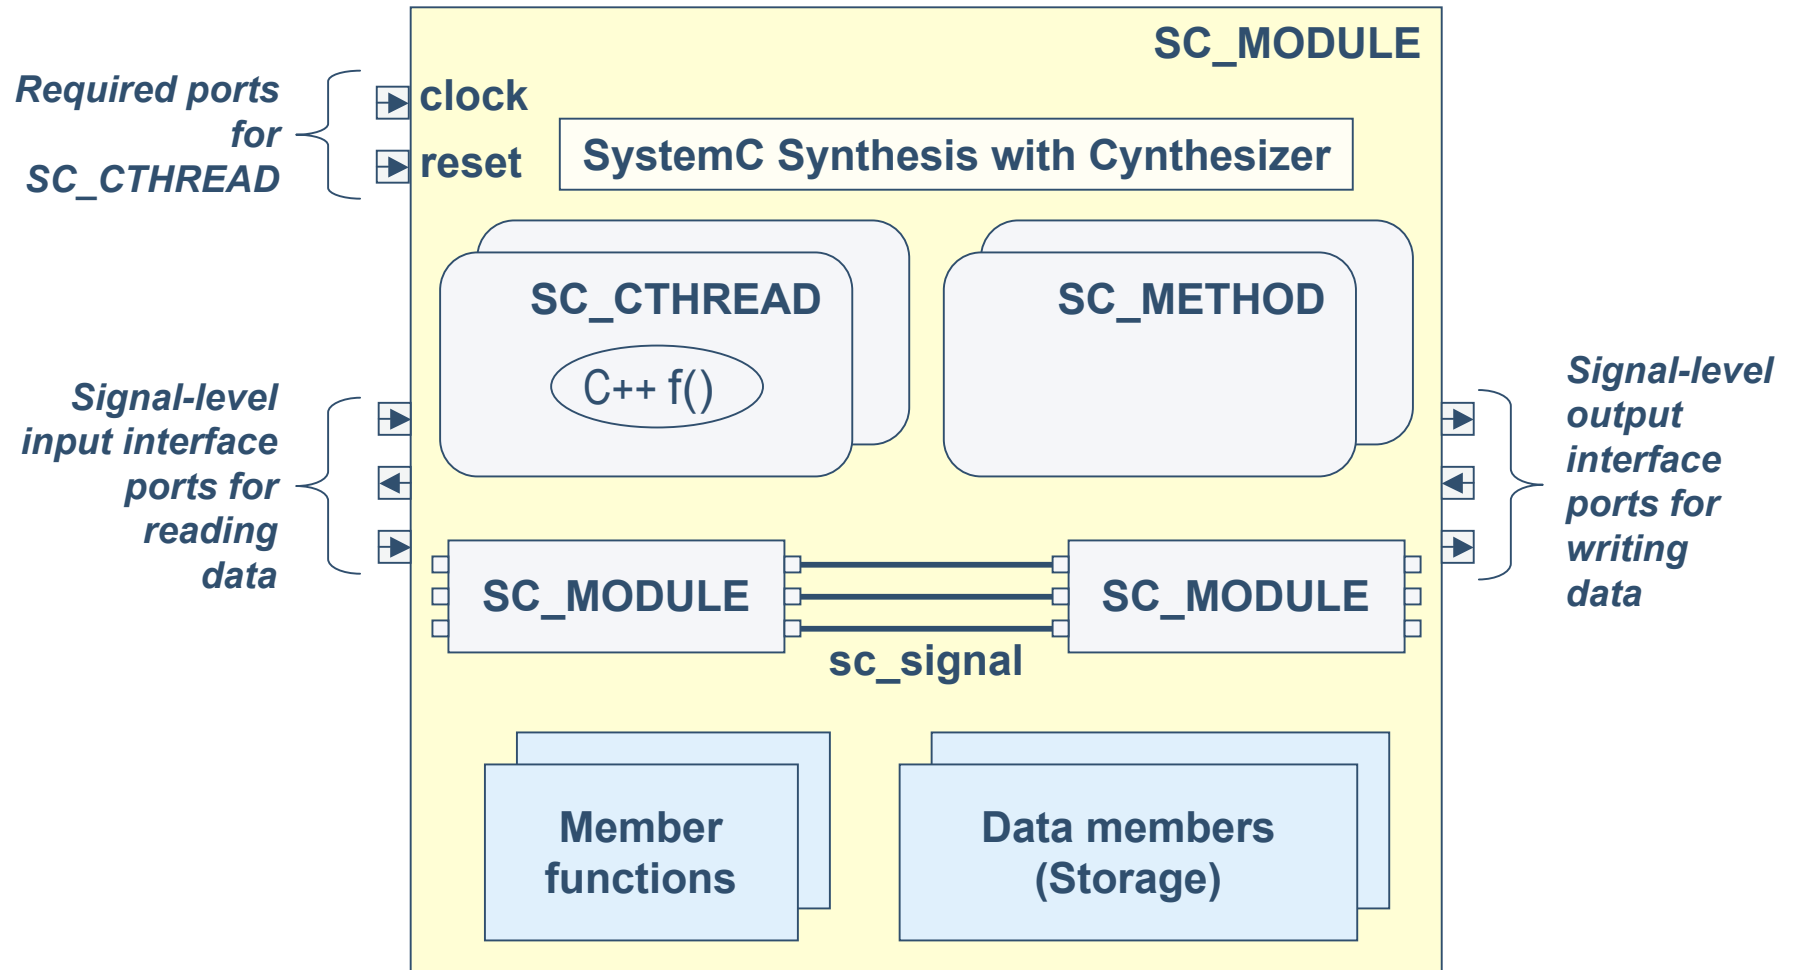 SC_MODULE
Required ports
for
SC_CTHREAD
clock
reset
SystemC Synthesis with Cynthesizer
SC_CTHREAD
C++ f()
SC_METHOD
Signal-level
input interface
ports for
reading
data
Signal-level
output
interface
ports for
writing
data
SC_MODULE
SC_MODULE
sc_signal
Member
functions
Data members
(Storage)